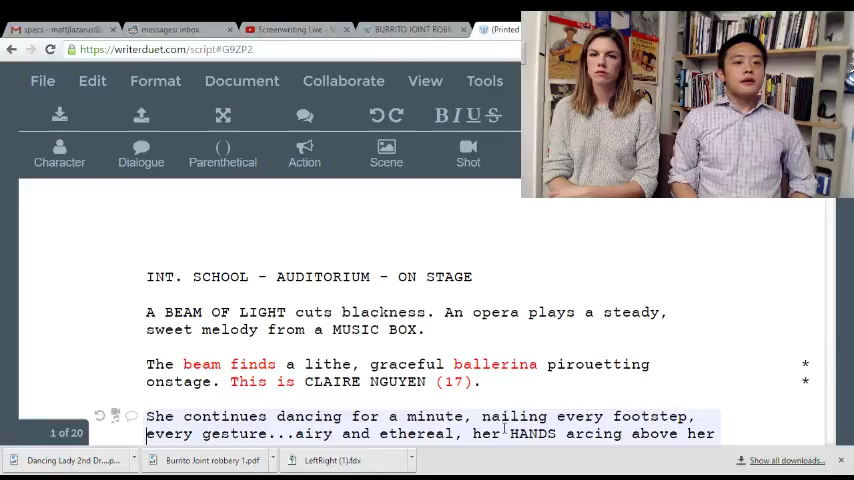 specs - mattjlazarus@
messages: inbox
Screenwriting Live - Y
BURRITO JOINT ROBR
(Printed
https://writerduet.com/script#G9ZP2
File Edit Format Document Collaborate View Tools
B I U S
Character Dialogue Parenthetical Action Scene Shot
INT. SCHOOL - AUDITORIUM - ON STAGE
A BEAM OF LIGHT cuts blackness. An opera plays a steady,
sweet melody from a MUSIC BOX.
The beam finds a lithe, graceful ballerina pirouetting *
onstage. This is CLAIRE NGUYEN (17). *
She continues dancing for a minute, nailing every footstep,
every gesture...airy and ethereal, her HANDS arcing above her
1 of 20
Dancing Lady 2nd Dr....p...
Burrito Joint robbery 1.pdf
LeftRight (1).fdx
Show all downloads...